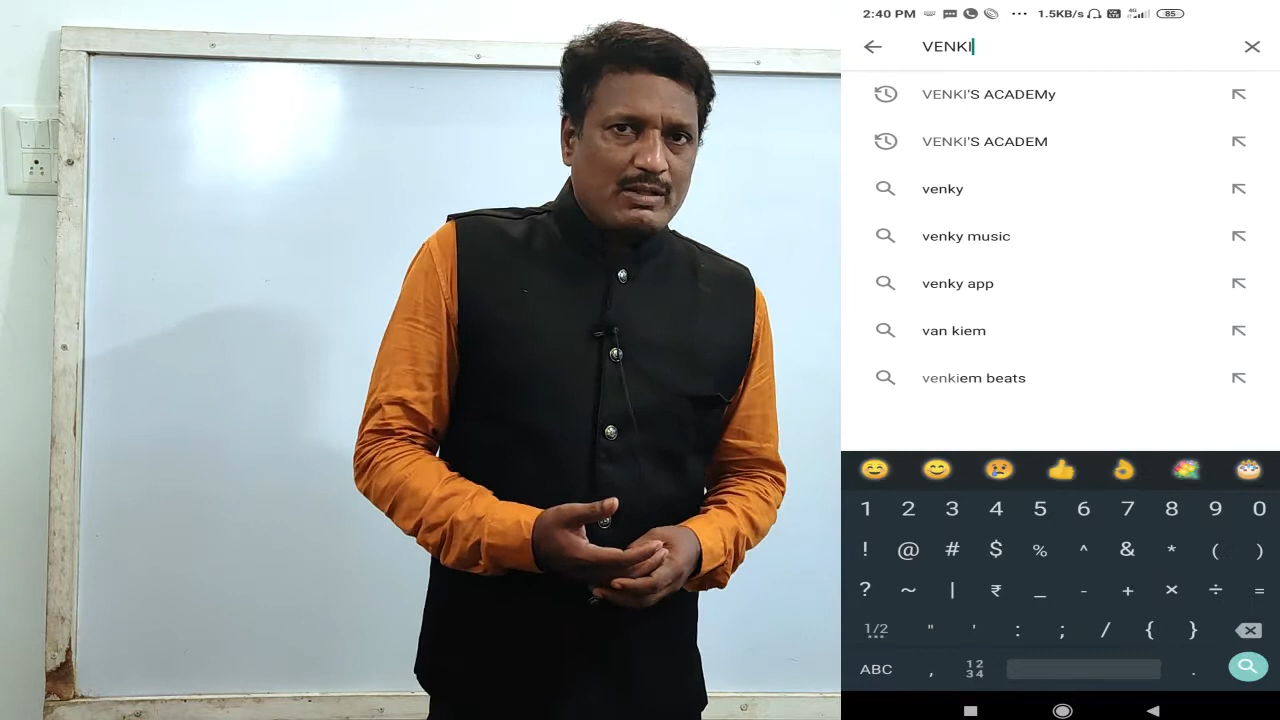 2:40 PM 1.5KB/s 4G 85
VENKI
VENKI'S ACADEMy
VENKI'S ACADEM
venky
venky music
venky app
van kiem
venkiem beats
1 2 3 4 5 6 7 8 9 0
! @ # $ % ^ & * ( )
? ~ | ₹ _ - + × ÷ =
1/2 " ' : ; / { }
ABC , 12 .
34